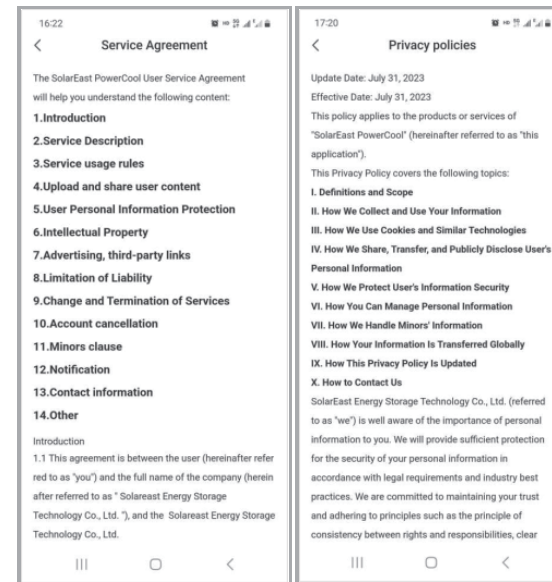 16:22
Service Agreement
The SolarEast PowerCool User Service Agreement
will help you understand the following content:
1.Introduction
2.Service Description
3.Service usage rules
4.Upload and share user content
5.User Personal Information Protection
6.Intellectual Property
7.Advertising, third-party links
8.Limitation of Liability
9.Change and Termination of Services
10.Account cancellation
11.Minors clause
12.Notification
13.Contact information
14.Other
Introduction
1.1 This agreement is between the user (hereinafter refer
red to as "you") and the full name of the company (herein
after referred to as " Solareast Energy Storage
Technology Co., Ltd. "), and the Solareast Energy Storage
Technology Co., Ltd.
17:20
Privacy policies
Update Date: July 31, 2023
Effective Date: July 31, 2023
This policy applies to the products or services of
"SolarEast PowerCool" (hereinafter referred to as "this
application").
This Privacy Policy covers the following topics:
I. Definitions and Scope
II. How We Collect and Use Your Information
III. How We Use Cookies and Similar Technologies
IV. How We Share, Transfer, and Publicly Disclose User's
Personal Information
V. How We Protect User's Information Security
VI. How You Can Manage Personal Information
VII. How We Handle Minors' Information
VIII. How Your Information Is Transferred Globally
IX. How This Privacy Policy Is Updated
X. How to Contact Us
SolarEast Energy Storage Technology Co., Ltd. (referred
to as "we") is well aware of the importance of personal
information to you. We will provide sufficient protection
for the security of your personal information in
accordance with legal requirements and industry best
practices. We are committed to maintaining your trust
and adhering to principles such as the principle of
consistency between rights and responsibilities, clear